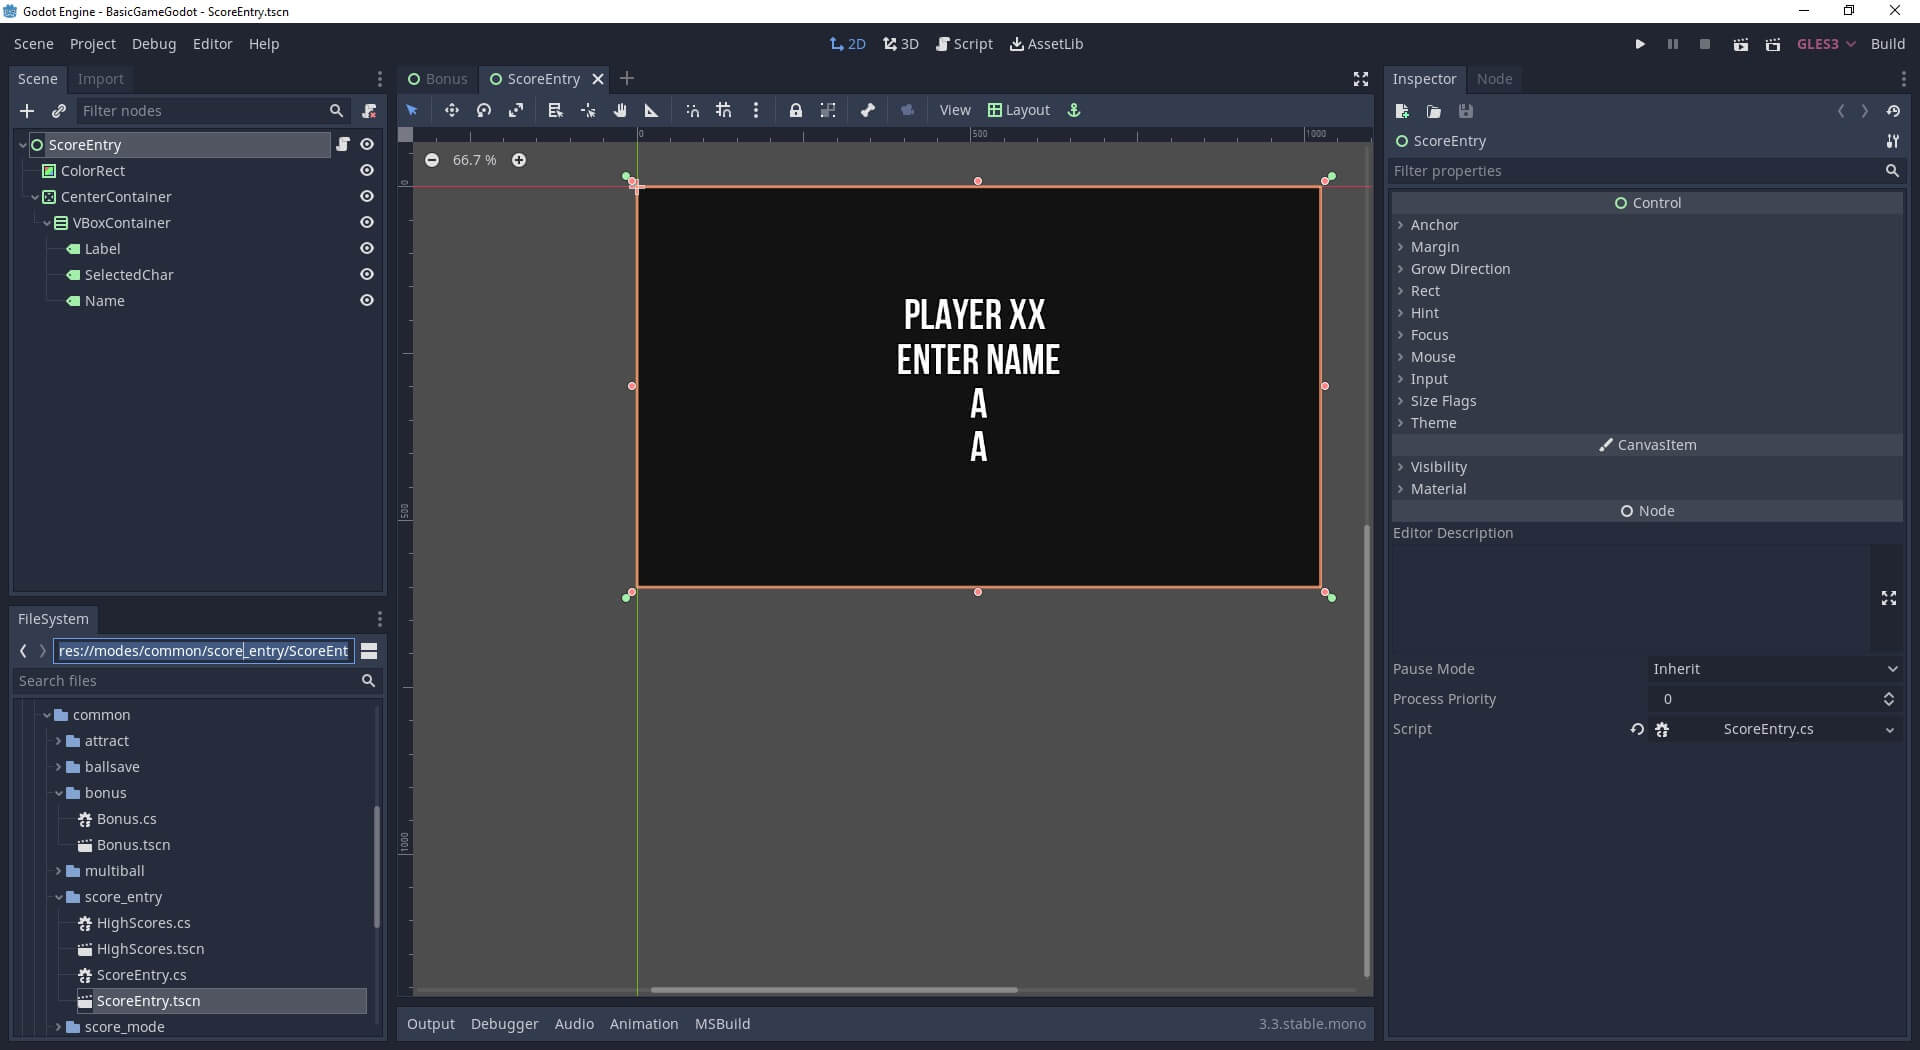 Godot Engine - BasicGameGodot - ScoreEntry.tscn
Scene Project Debug Editor Help
2D 3D Script AssetLib
GLES3 Build
Scene Import
Filter nodes
ScoreEntry
ColorRect
CenterContainer
VBoxContainer
Label
SelectedChar
Name
FileSystem
res://modes/common/score_entry/ScoreEnt
Search files
common
attract
ballsave
bonus
Bonus.cs
Bonus.tscn
multiball
score_entry
HighScores.cs
HighScores.tscn
ScoreEntry.cs
ScoreEntry.tscn
score_mode
Bonus ScoreEntry
View Layout
0 500 1000
66.7 %
0
500
1000
PLAYER XX
ENTER NAME
A
A
Output Debugger Audio Animation MSBuild 3.3.stable.mono
Inspector Node
ScoreEntry
Filter properties
Control
Anchor
Margin
Grow Direction
Rect
Hint
Focus
Mouse
Input
Size Flags
Theme
CanvasItem
Visibility
Material
Node
Editor Description
Pause Mode Inherit
Process Priority 0
Script ScoreEntry.cs